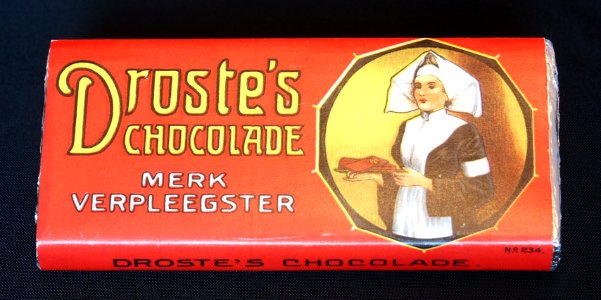 Droste's
CHOCOLADE
MERK
VERPLEEGSTER
No 234.
DROSTE'S CHOCOLADE.